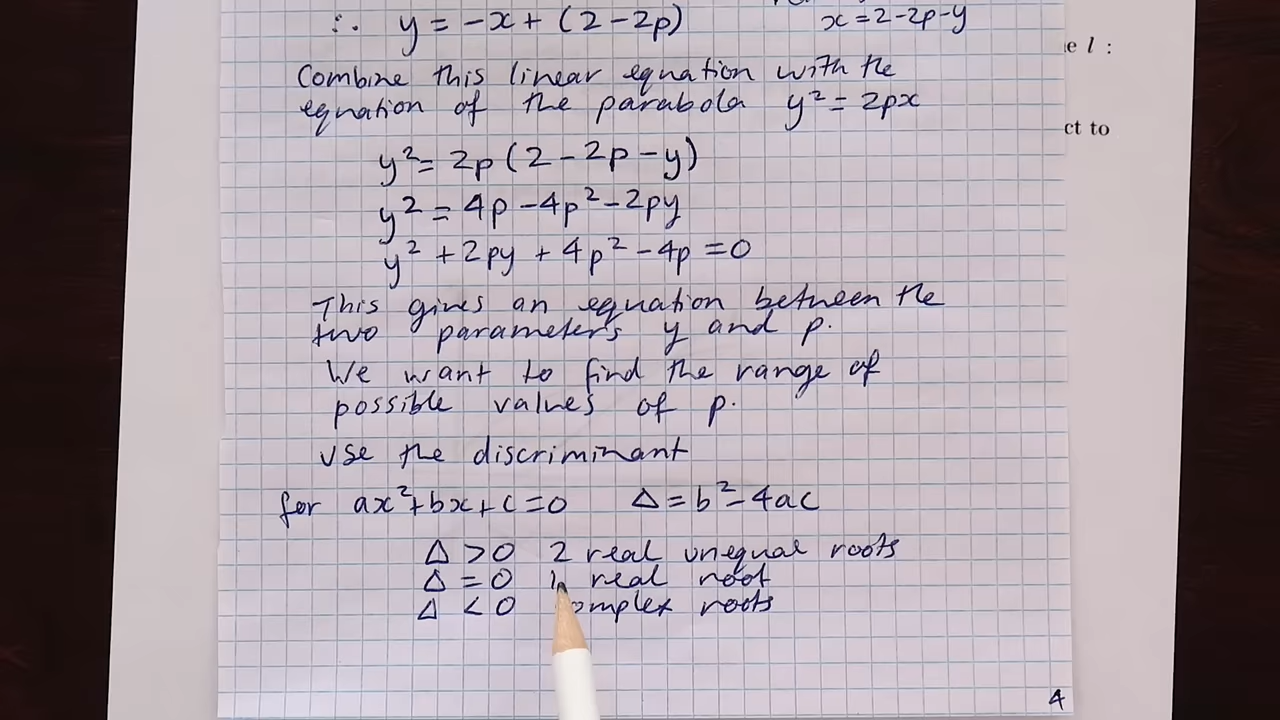 ∴ y = -x + (2 - 2p)
x = 2 - 2p - y
l :
Combine this linear equation with the
equation of the parabola y² = 2px
ct to
y² = 2p (2 - 2p - y)
y² = 4p - 4p² - 2py
y² + 2py + 4p² - 4p = 0
This gives an equation between the
two parameters y and p.
We want to find the range of
possible values of p.
Use the discriminant
for ax²+bx+c=0 Δ = b² - 4ac
Δ > 0 2 real unequal roots
Δ = 0 1 real root
Δ < 0 complex roots
4